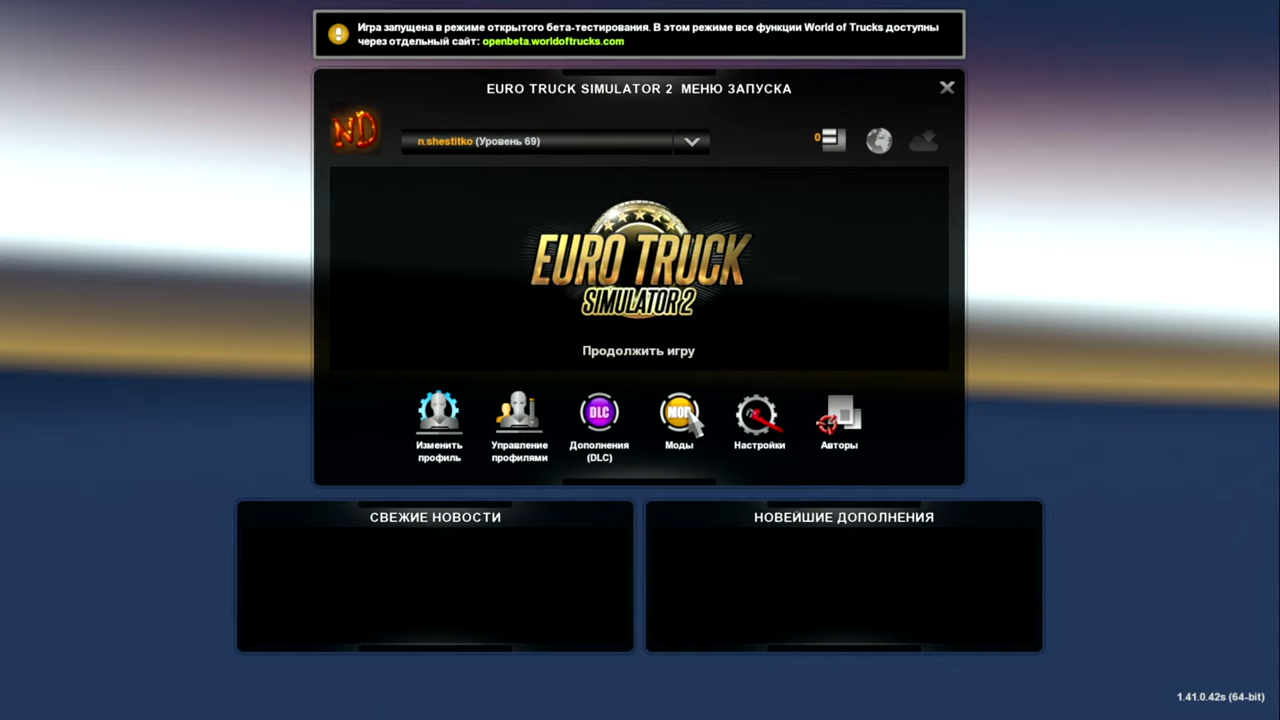 Игра запущена в режиме открытого бета-тестирования. В этом режиме все функции World of Trucks доступны
через отдельный сайт: openbeta.worldoftrucks.com
EURO TRUCK SIMULATOR 2 МЕНЮ ЗАПУСКА
ND
n.shestitko (Уровень 69)
0
EURO TRUCK
SIMULATOR 2
Продолжить игру
DLC
МОД
Изменить
профиль
Управление
профилями
Дополнения
(DLC)
Моды
Настройки
Авторы
СВЕЖИЕ НОВОСТИ
НОВЕЙШИЕ ДОПОЛНЕНИЯ
1.41.0.42s (64-bit)